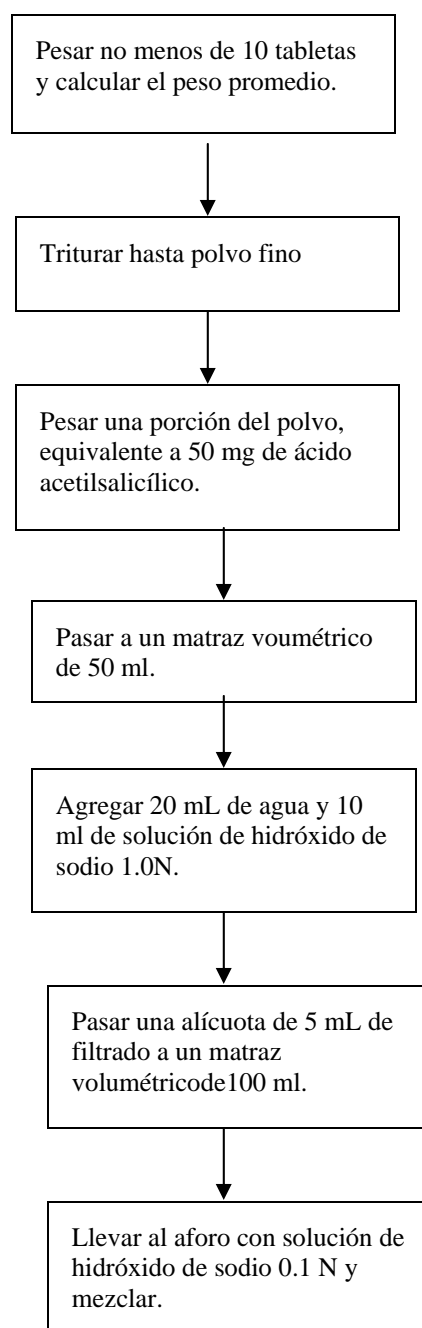 Pesar no menos de 10 tabletas
y calcular el peso promedio.
Triturar hasta polvo fino
Pesar una porción del polvo,
equivalente a 50 mg de ácido
acetilsalicílico.
Pasar a un matraz voumétrico
de 50 ml.
Agregar 20 mL de agua y 10
ml de solución de hidróxido de
sodio 1.0N.
Pasar una alícuota de 5 mL de
filtrado a un matraz
volumétricode100 ml.
Llevar al aforo con solución de
hidróxido de sodio 0.1 N y
mezclar.